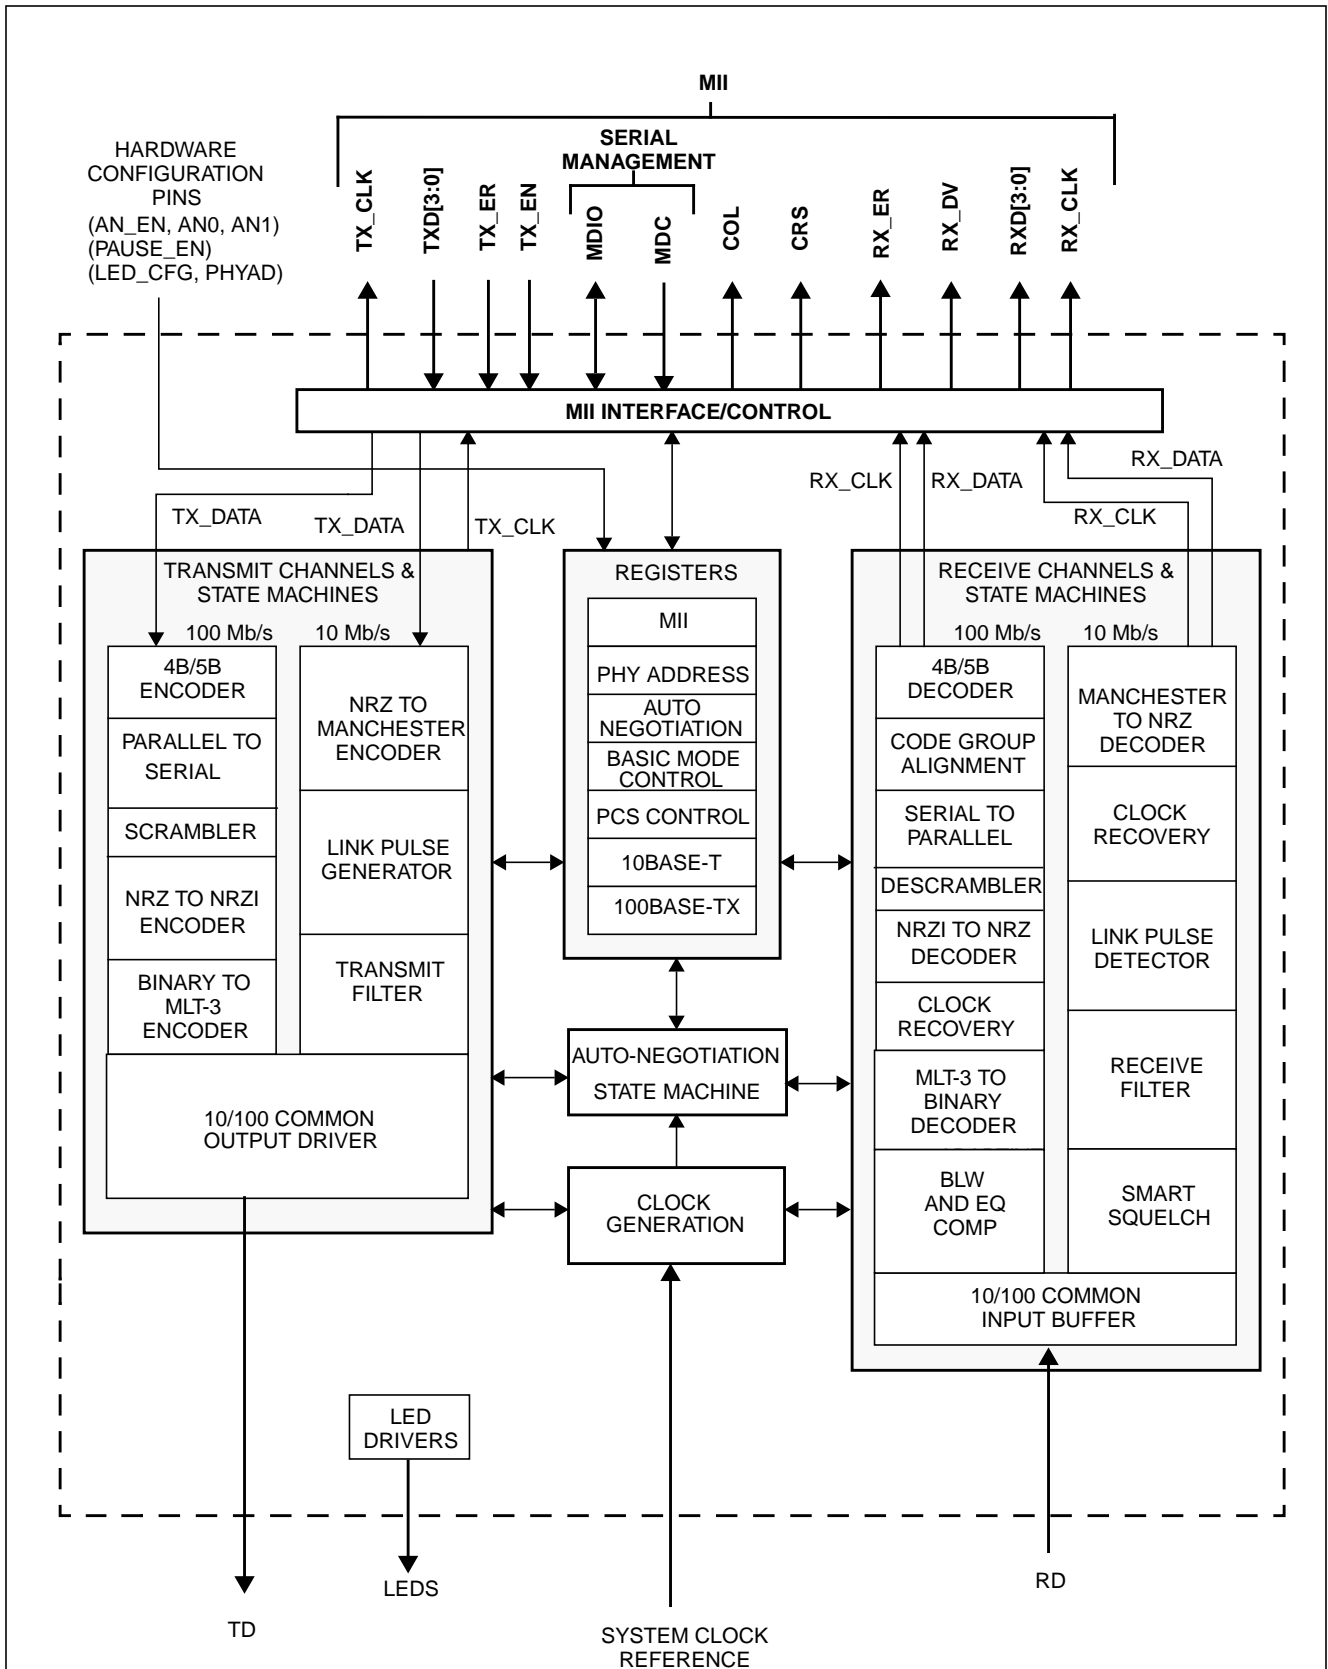 MII
SERIAL
MANAGEMENT
HARDWARE
CONFIGURATION
PINS
(AN_EN, AN0, AN1)
(PAUSE_EN)
(LED_CFG, PHYAD)
TX_CLK
TXD[3:0]
TX_ER
TX_EN
MDIO
MDC
COL
CRS
RX_ER
RX_DV
RXD[3:0]
RX_CLK
MII INTERFACE/CONTROL
TX_DATA
TX_DATA
TX_CLK
RX_CLK
RX_DATA
RX_CLK
RX_DATA
TRANSMIT CHANNELS &
STATE MACHINES
100 Mb/s
10 Mb/s
4B/5B
ENCODER
PARALLEL TO
SERIAL
SCRAMBLER
NRZ TO NRZI
ENCODER
BINARY TO
MLT-3
ENCODER
NRZ TO
MANCHESTER
ENCODER
LINK PULSE
GENERATOR
TRANSMIT
FILTER
10/100 COMMON
OUTPUT DRIVER
REGISTERS
MII
PHY ADDRESS
AUTO
NEGOTIATION
BASIC MODE
CONTROL
PCS CONTROL
10BASE-T
100BASE-TX
AUTO-NEGOTIATION
STATE MACHINE
CLOCK
GENERATION
RECEIVE CHANNELS &
STATE MACHINES
100 Mb/s
10 Mb/s
4B/5B
DECODER
CODE GROUP
ALIGNMENT
SERIAL TO
PARALLEL
DESCRAMBLER
NRZI TO NRZ
DECODER
CLOCK
RECOVERY
MLT-3 TO
BINARY
DECODER
BLW
AND EQ
COMP
MANCHESTER
TO NRZ
DECODER
CLOCK
RECOVERY
LINK PULSE
DETECTOR
RECEIVE
FILTER
SMART
SQUELCH
10/100 COMMON
INPUT BUFFER
LED
DRIVERS
LEDS
TD
SYSTEM CLOCK
REFERENCE
RD